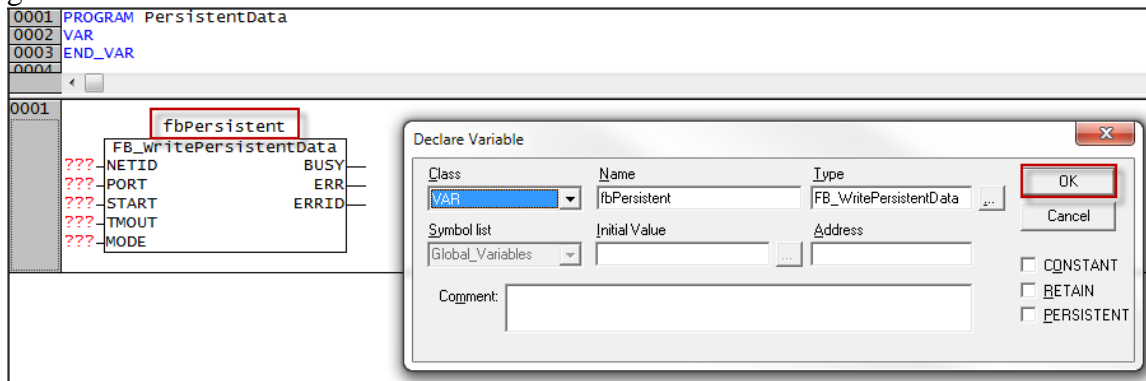 0001 PROGRAM PersistentData
0002 VAR
0003 END_VAR
0004
0001
fbPersistent
FB_WritePersistentData
??? NETID BUSY
??? PORT ERR
??? START ERRID
??? TMOUT
??? MODE
Declare Variable
Class Name Type
VAR fbPersistent FB_WritePersistentData ... OK
Cancel
Symbol list Initial Value Address
Global_Variables ...
CONSTANT
RETAIN
PERSISTENT
Comment: